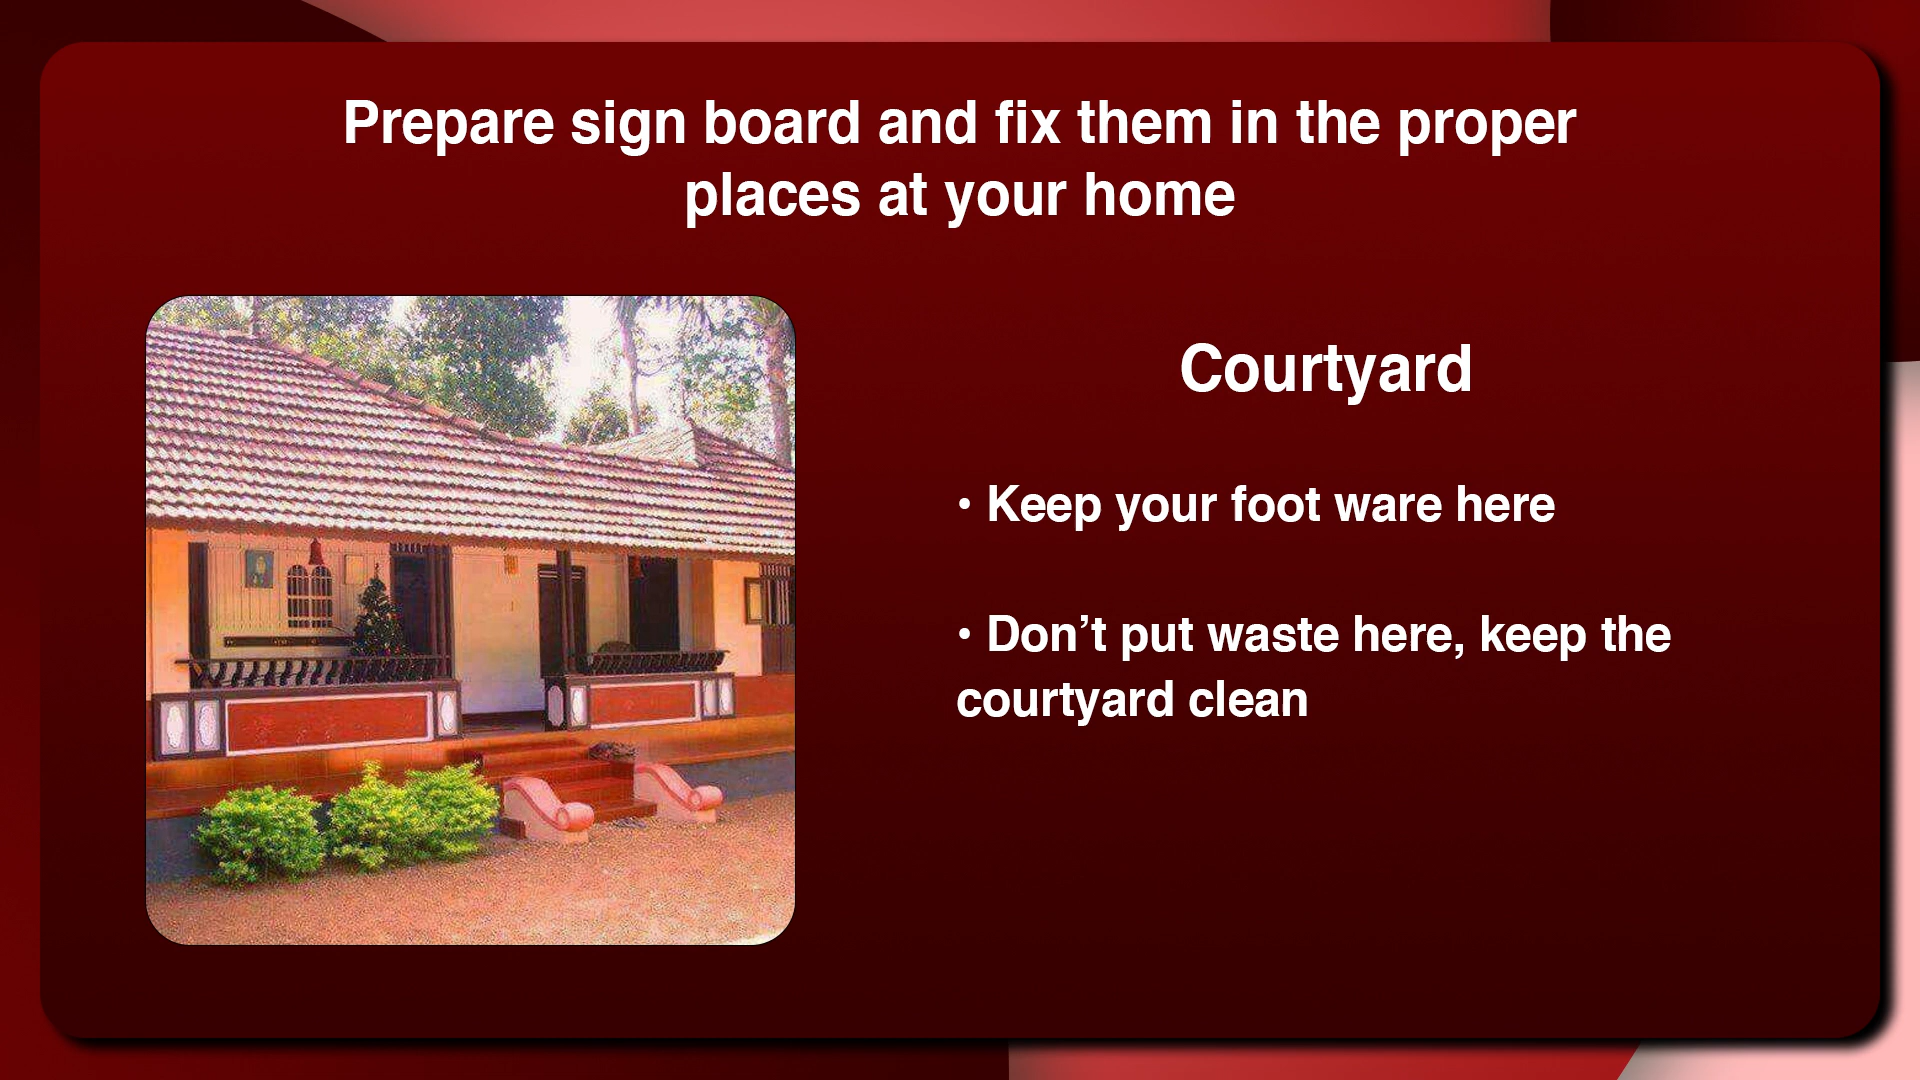 Prepare sign board and fix them in the proper
places at your home
Courtyard
• Keep your foot ware here
• Don’t put waste here, keep the
courtyard clean